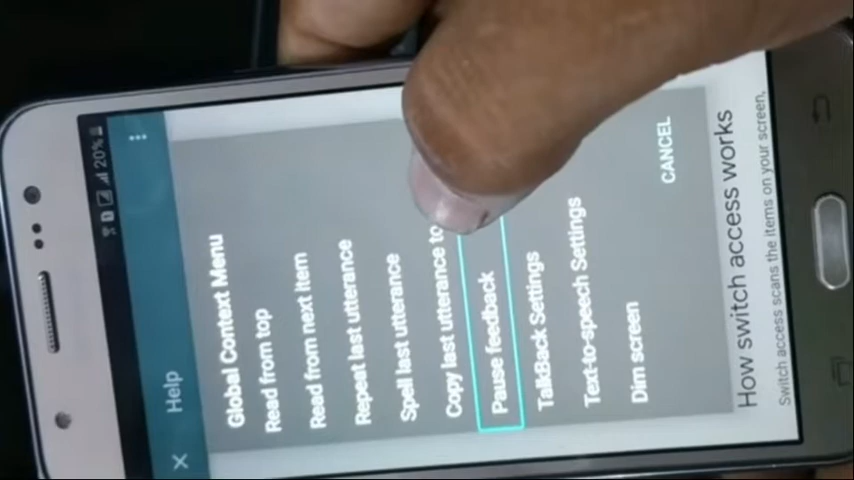 20%
Help
Global Context Menu
Read from top
Read from next item
Repeat last utterance
Spell last utterance
Copy last utterance to
Pause feedback
TalkBack Settings
Text-to-speech Settings
Dim screen
CANCEL
How switch access works
Switch access scans the items on your screen,